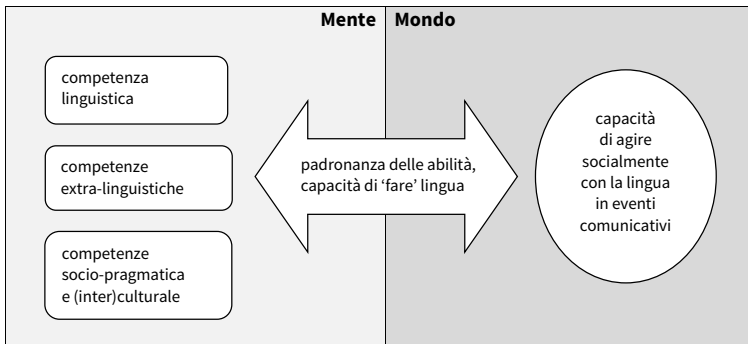 Mente
Mondo
competenza
linguistica
competenze
extra-linguistiche
competenze
socio-pragmatica
e (inter)culturale
padronanza delle abilità,
capacità di ‘fare’ lingua
capacità
di agire
socialmente
con la lingua
in eventi
comunicativi